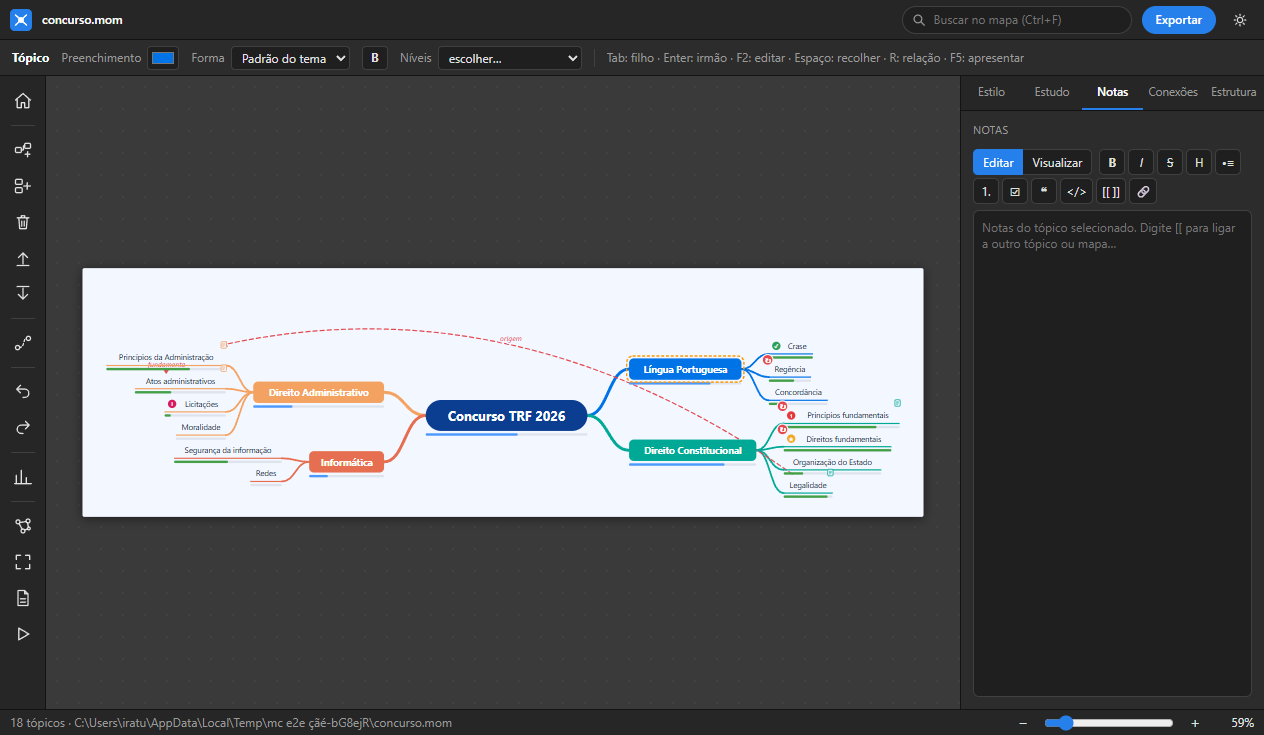 concurso.mom
Buscar no mapa (Ctrl+F)
Exportar
Tópico
Preenchimento
Forma
Padrão do tema
B
Níveis
escolher...
Tab: filho · Enter: irmão · F2: editar · Espaço: recolher · R: relação · F5: apresentar
Estilo
Estudo
Notas
Conexões
Estrutura
NOTAS
Editar
Visualizar
B
I
S
H
1.
</>
[[ ]]
Notas do tópico selecionado. Digite [[ para ligar
a outro tópico ou mapa...
origem
Princípios da Administração
fundamenta
Atos administrativos
Licitações
Moralidade
Direito Administrativo
Segurança da informação
Redes
Informática
Concurso TRF 2026
Língua Portuguesa
Crase
Regência
Concordância
Direito Constitucional
Princípios fundamentais
Direitos fundamentais
Organização do Estado
Legalidade
18 tópicos · C:\Users\iratu\AppData\Local\Temp\mc e2e çãé-bG8ejR\concurso.mom
59%